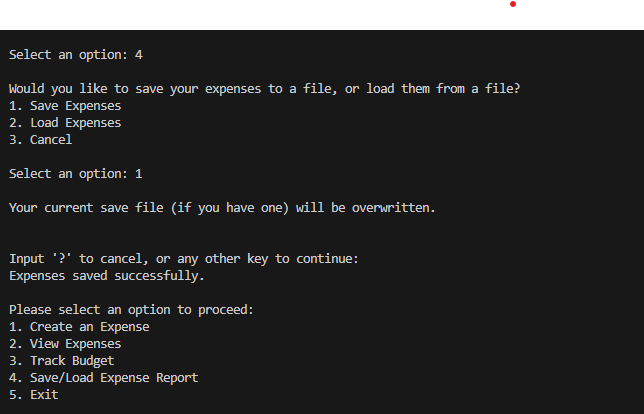 Select an option: 4
Would you like to save your expenses to a file, or load them from a file?
1. Save Expenses
2. Load Expenses
3. Cancel
Select an option: 1
Your current save file (if you have one) will be overwritten.
Input '?' to cancel, or any other key to continue:
Expenses saved successfully.
Please select an option to proceed:
1. Create an Expense
2. View Expenses
3. Track Budget
4. Save/Load Expense Report
5. Exit